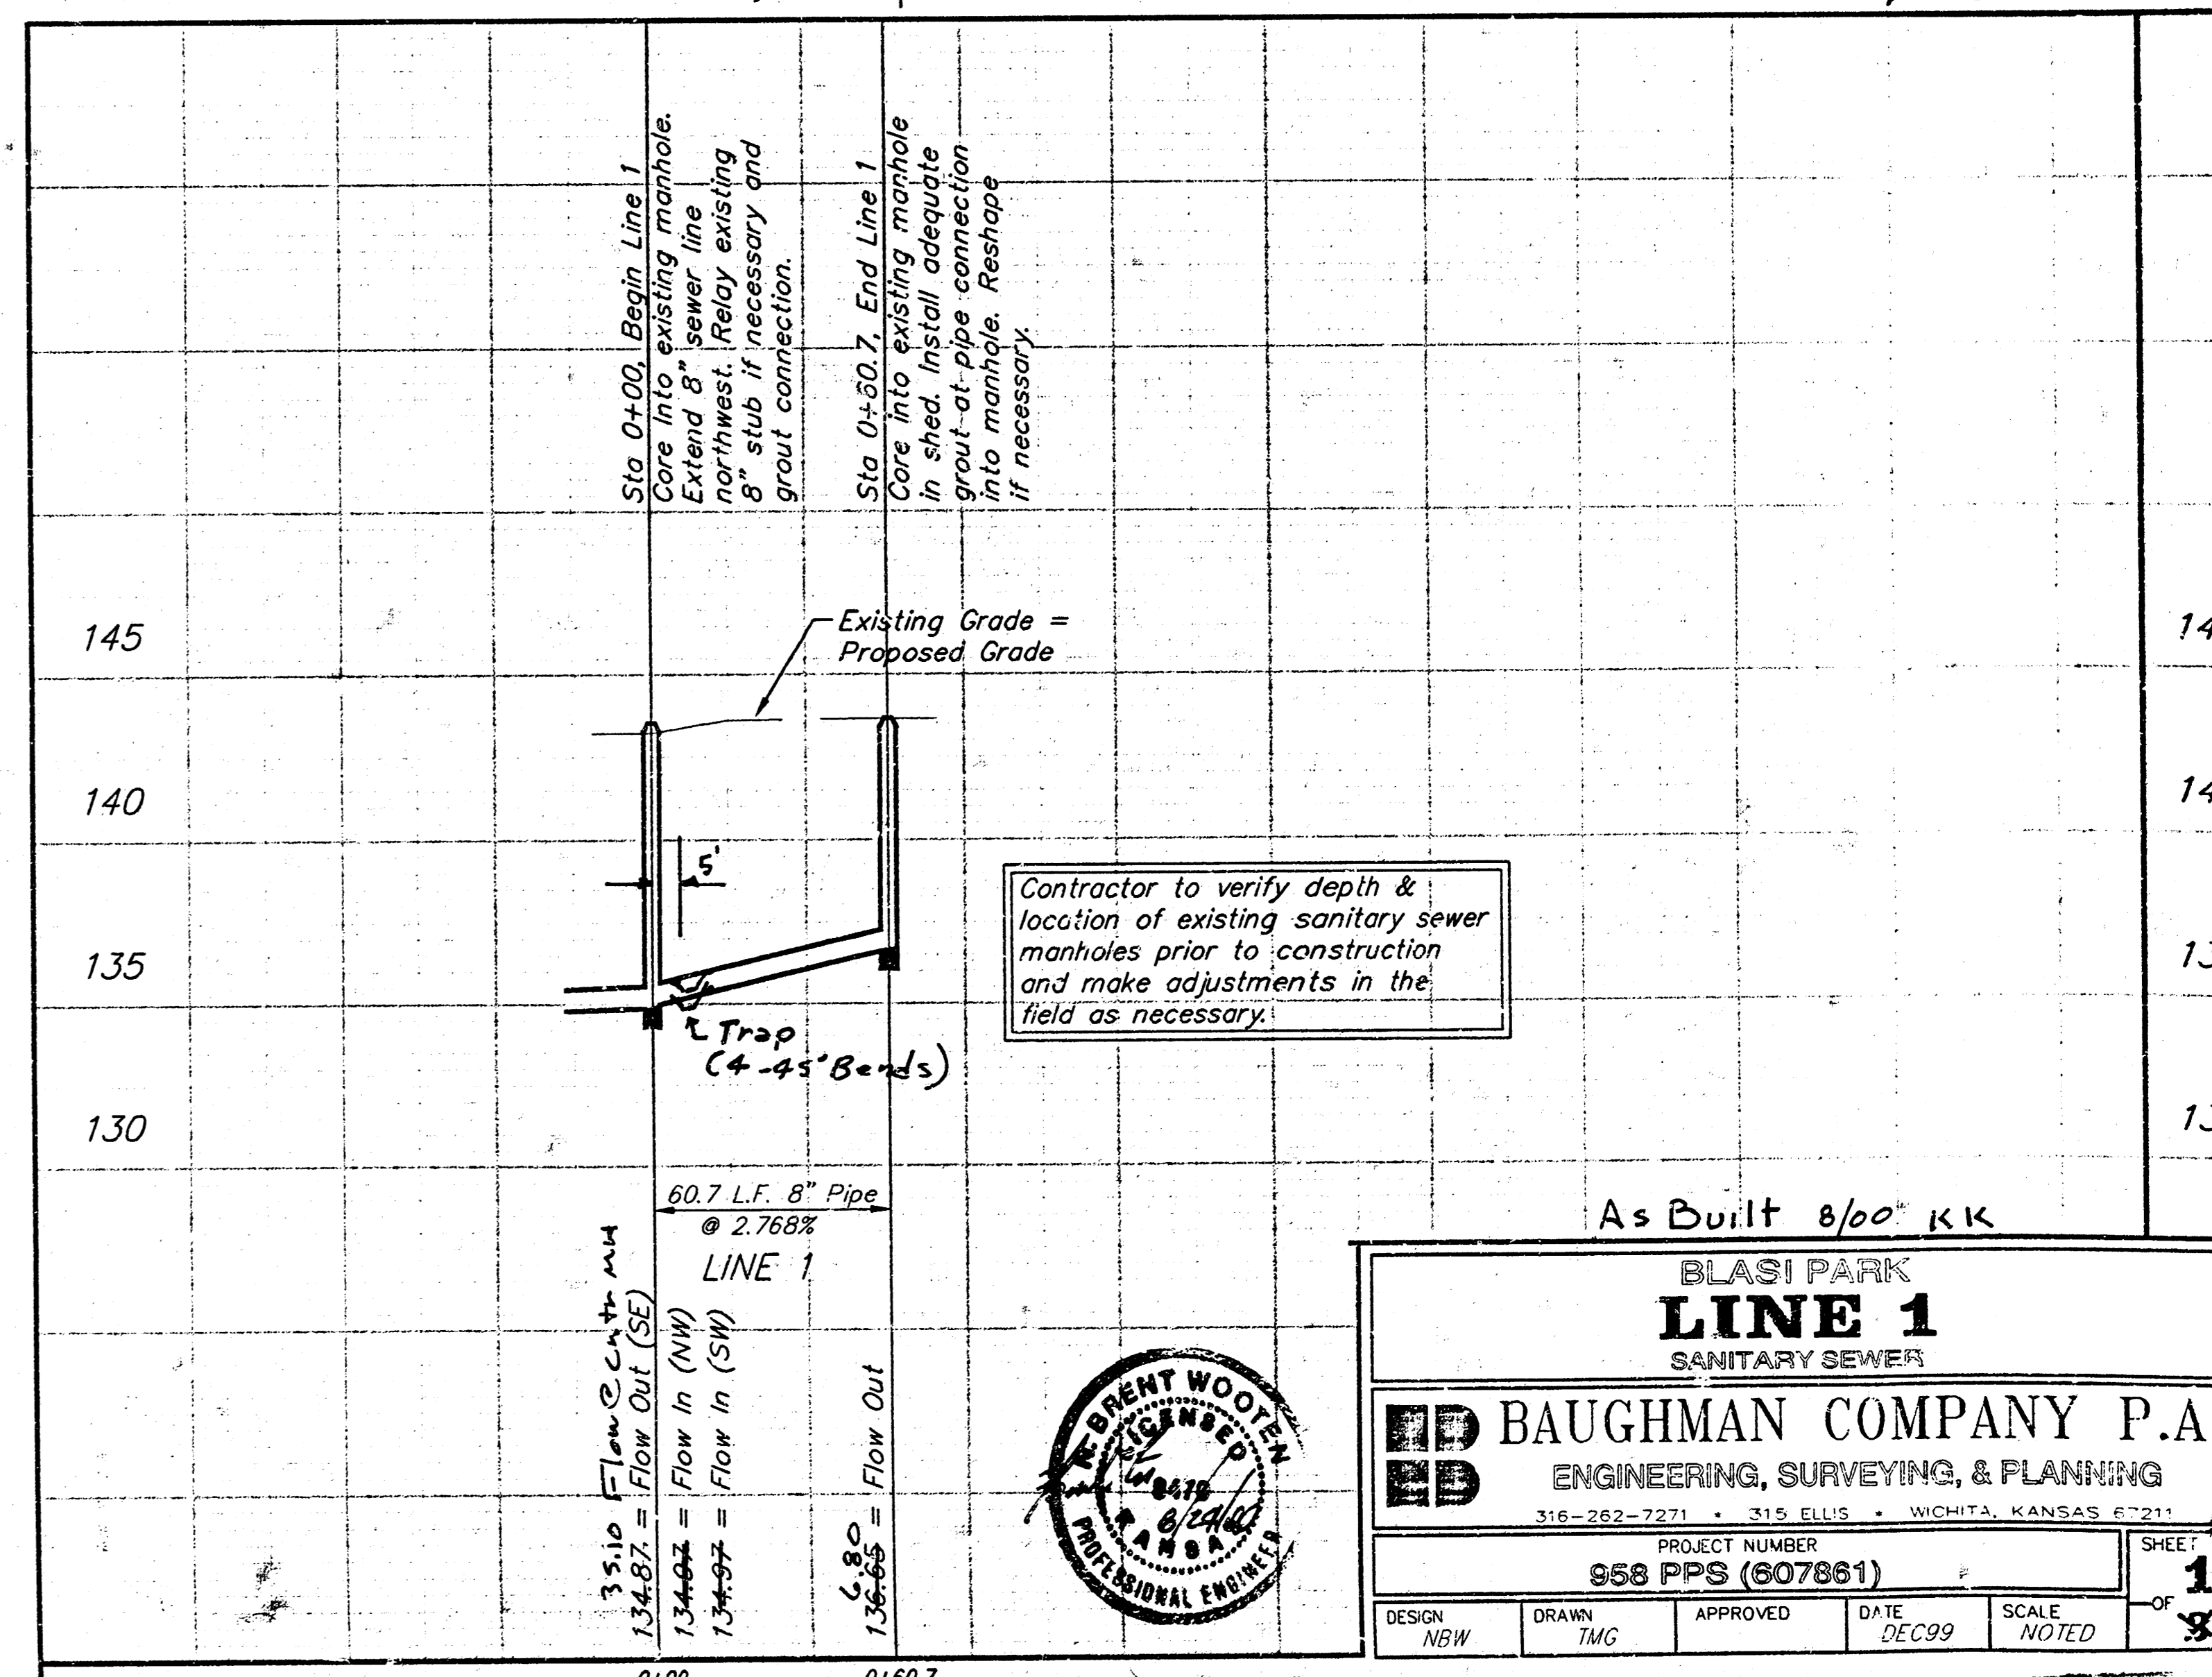 Sta 0+00, Begin Line 1
Core Into existing manhole.
Extend 8" sewer line
northwest. Relay existing
8" stub if necessary and
grout connection.
Sta 0+60.7, End Line 1
Core into existing manhole
in shed. Install adequate
grout at pipe connection
into manhole. Reshape
if necessary.
145
Existing Grade =
Proposed Grade
140
5'
135
Contractor to verify depth &
location of existing sanitary sewer
manholes prior to construction
and make adjustments in the
field as necessary.
Trap
(4-45° Bends)
130
60.7 L.F. 8" Pipe
@ 2.768%
LINE 1
35.10 Flow @ cntr MH
134.87 = Flow Out (SE)
= Flow In (NW)
134.97 = Flow In (SW)
6.80
136.65 = Flow Out
As Built 8/00 KK
BLASI PARK
LINE 1
SANITARY SEWER
BAUGHMAN COMPANY P.A
ENGINEERING, SURVEYING, & PLANNING
316-262-7271 • 315 ELLIS • WICHITA, KANSAS 67211
PROJECT NUMBER
958 PPS (607861)
SHEET
1
OF
DESIGN
NBW
DRAWN
TMG
APPROVED
DATE
DEC99
SCALE
NOTED
N. BRENT WOOTEN
LICENSED
KANSAS
PROFESSIONAL ENGINEER
0+00
0+60.7